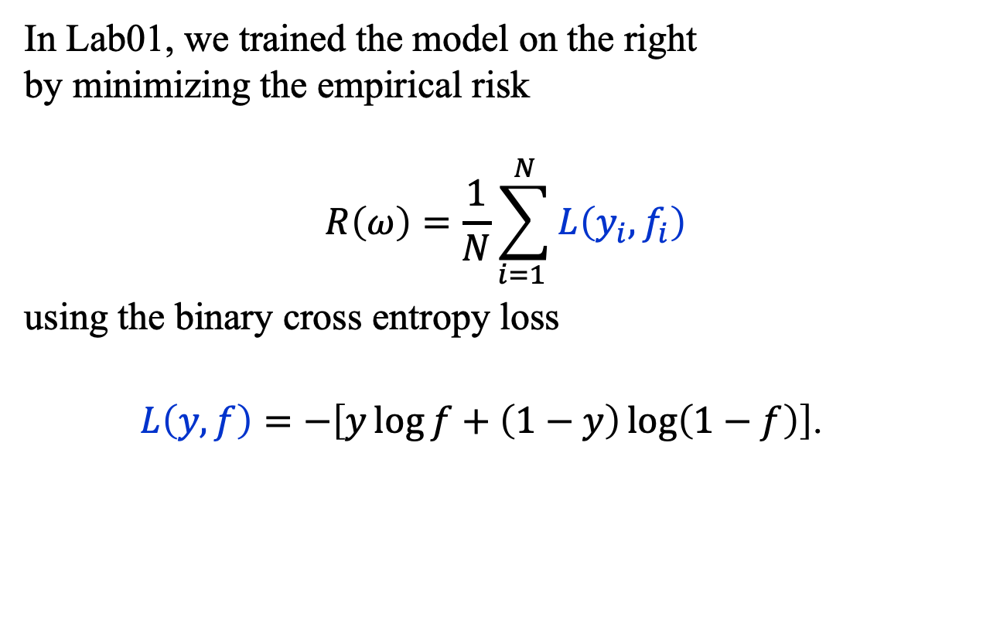 In Lab01, we trained the model on the right
by minimizing the empirical risk
R(ω) = \frac{1}{N} \sum_{i=1}^{N} L(y_i, f_i)
using the binary cross entropy loss
L(y, f) = −[y log f + (1 − y) log(1 − f)].